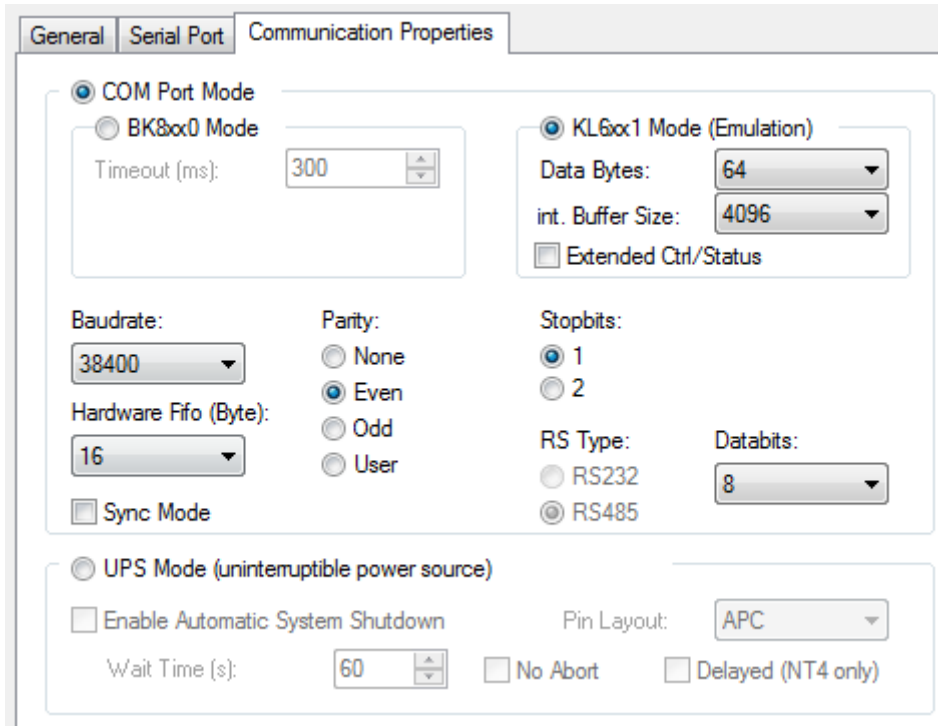 General Serial Port Communication Properties
COM Port Mode
BK8xx0 Mode KL6xx1 Mode (Emulation)
Timeout (ms): 300 Data Bytes: 64
int. Buffer Size: 4096
Extended Ctrl/Status
Baudrate: Parity: Stopbits:
38400 None 1
Even 2
Hardware Fifo (Byte): Odd RS Type: Databits:
16 User RS232 8
Sync Mode RS485
UPS Mode (uninterruptible power source)
Enable Automatic System Shutdown Pin Layout: APC
Wait Time (s): 60 No Abort Delayed (NT4 only)